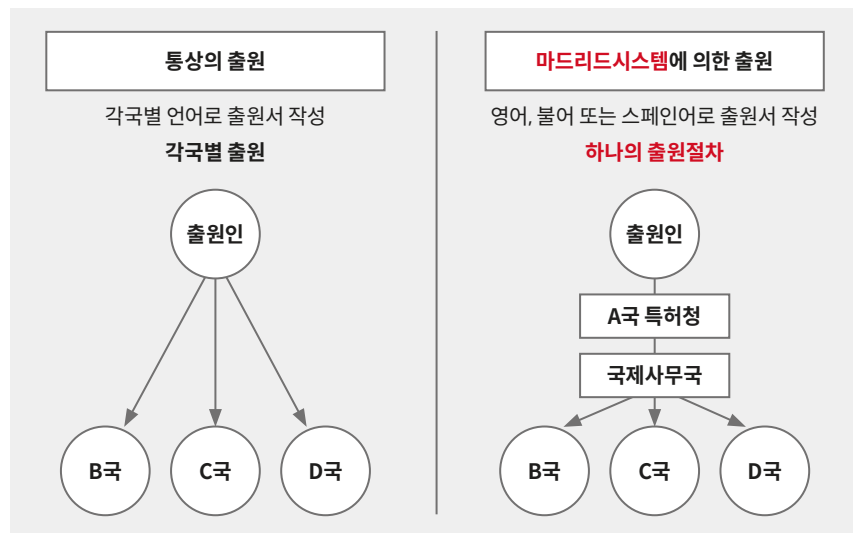 통상의 출원
각국별 언어로 출원서 작성
각국별 출원
출원인
B국
C국
D국
마드리드시스템에 의한 출원
영어, 불어 또는 스페인어로 출원서 작성
하나의 출원절차
출원인
A국 특허청
국제사무국
B국
C국
D국